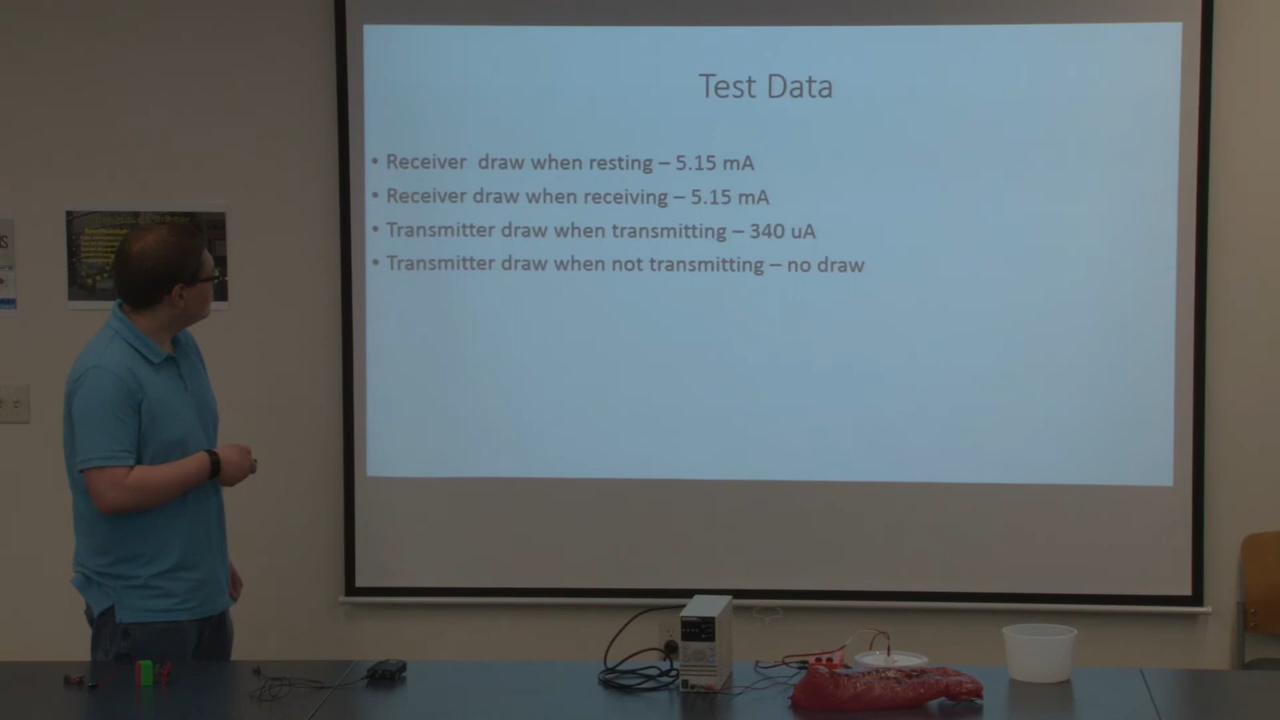 Test Data
• Receiver draw when resting – 5.15 mA
• Receiver draw when receiving – 5.15 mA
• Transmitter draw when transmitting – 340 uA
• Transmitter draw when not transmitting – no draw